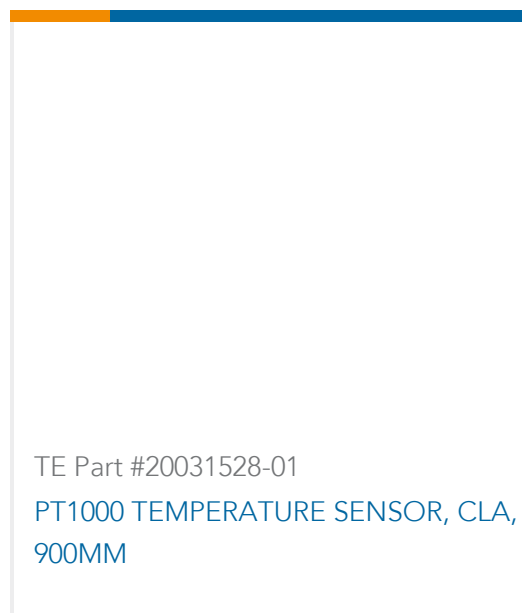 TE Part #20031528-01
PT1000 TEMPERATURE SENSOR, CLA,
900MM